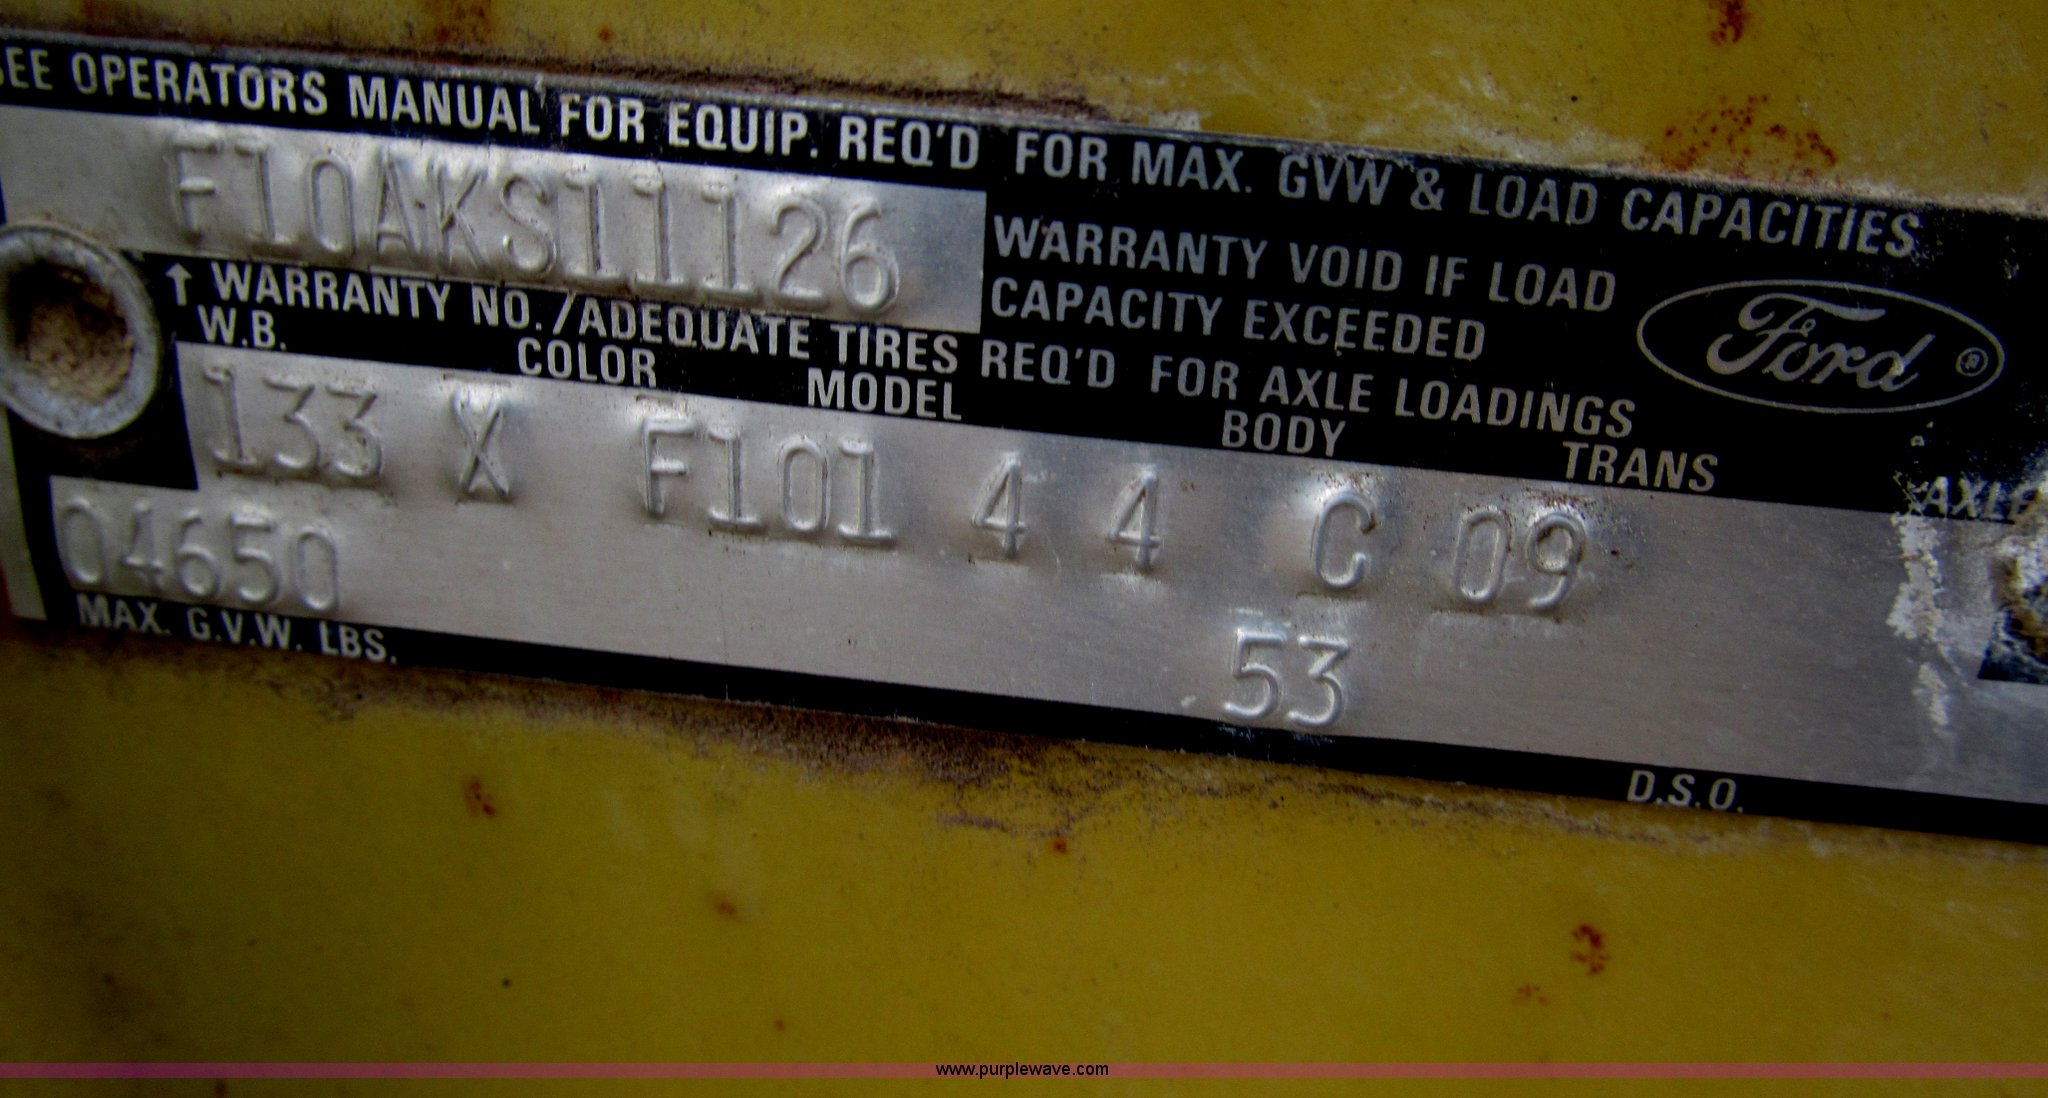 SEE OPERATORS MANUAL FOR EQUIP. REQ'D FOR MAX. GVW & LOAD CAPACITIES
F10AKS11126
WARRANTY VOID IF LOAD
CAPACITY EXCEEDED
Ford ®
↑ WARRANTY NO./ADEQUATE TIRES REQ'D FOR AXLE LOADINGS
W.B. COLOR MODEL BODY TRANS AXLE
133 X F101 4 4 C 09
04650
53
MAX. G.V.W. LBS. D.S.O.
www.purplewave.com